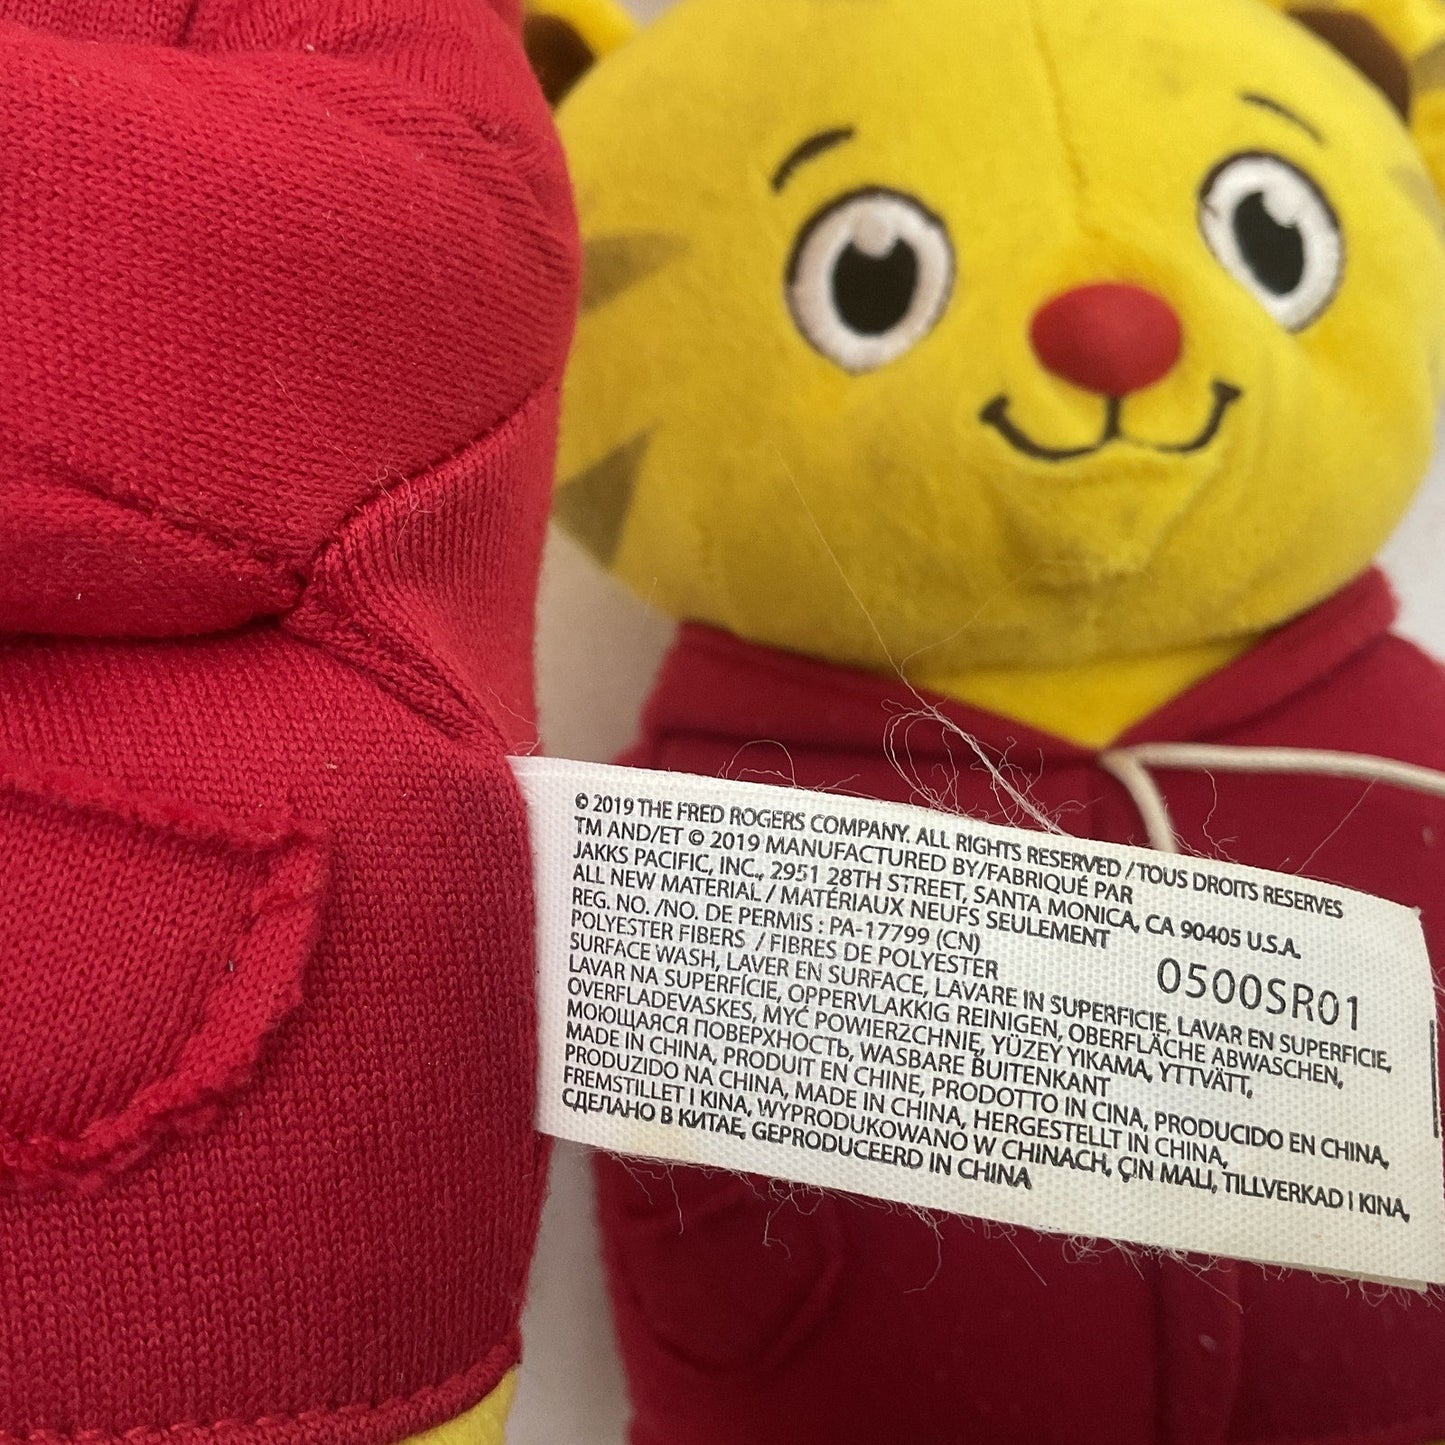 © 2019 THE FRED ROGERS COMPANY. ALL RIGHTS RESERVED / TOUS DROITS RESERVES
TM AND/ET © 2019 MANUFACTURED BY/FABRIQUÉ PAR
JAKKS PACIFIC, INC., 2951 28TH STREET, SANTA MONICA, CA 90405 U.S.A.
ALL NEW MATERIAL / MATÉRIAUX NEUFS SEULEMENT
REG. NO. /NO. DE PERMIS : PA-17799 (CN)
POLYESTER FIBERS / FIBRES DE POLYESTER
0500SR01
SURFACE WASH, LAVER EN SURFACE, LAVARE IN SUPERFICIE, LAVAR EN SUPERFICIE,
LAVAR NA SUPERFÍCIE, OPPERVLAKKIG REINIGEN, OBERFLÄCHE ABWASCHEN,
OVERFLADEVASKES, MYĆ POWIERZCHNIĘ, YÜZEY YIKAMA, YTTVÄTT,
МОЮЩАЯСЯ ПОВЕРХНОСТЬ, WASBARE BUITENKANT
MADE IN CHINA, PRODUIT EN CHINE, PRODOTTO IN CINA, PRODUCIDO EN CHINA,
PRODUZIDO NA CHINA, MADE IN CHINA, HERGESTELLT IN CHINA,
FREMSTILLET I KINA, WYPRODUKOWANO W CHINACH, ÇIN MALI, TILLVERKAD I KINA,
СДЕЛАНО В КИТАЕ, GEPRODUCEERD IN CHINA